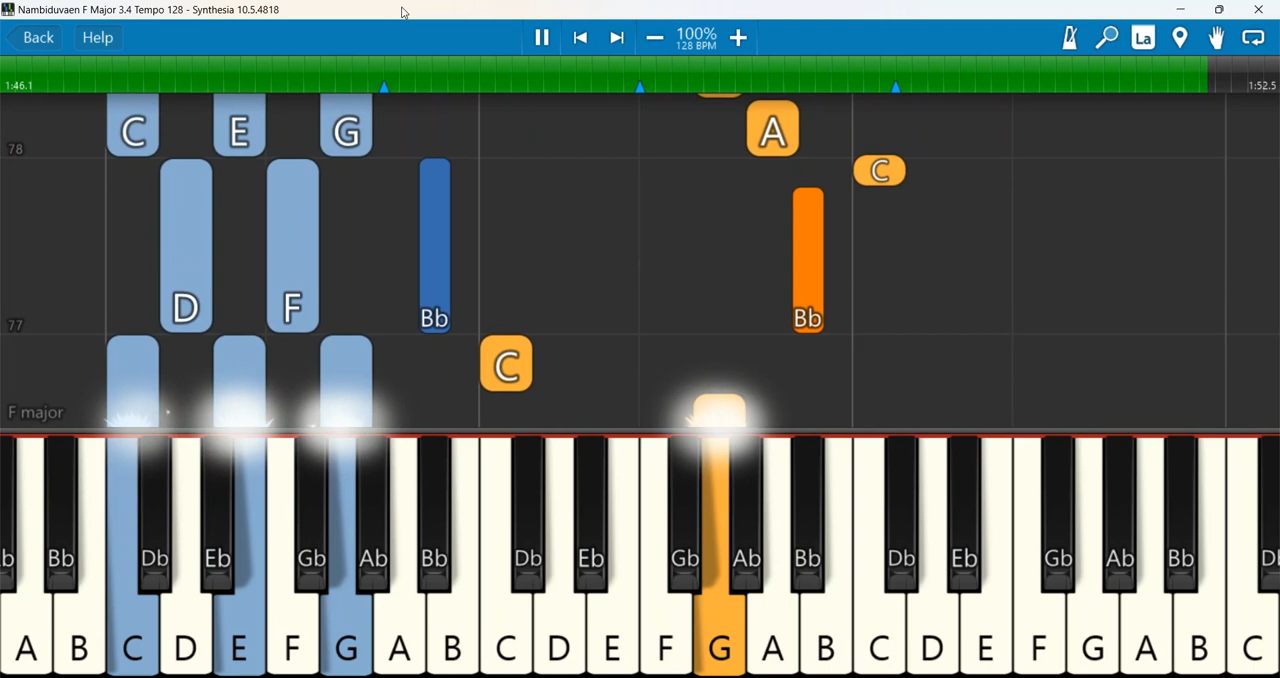 Nambiduvaen F Major 3.4 Tempo 128 - Synthesia 10.5.4818
Back Help 100% La
128 BPM
1:46.1 1:52.5
C E G A
78 C
D F Bb Bb
77
C
F major
b Bb Db Eb Gb Ab Bb Db Eb Gb Ab Bb Db Eb Gb Ab Bb D
A B C D E F G A B C D E F G A B C D E F G A B C